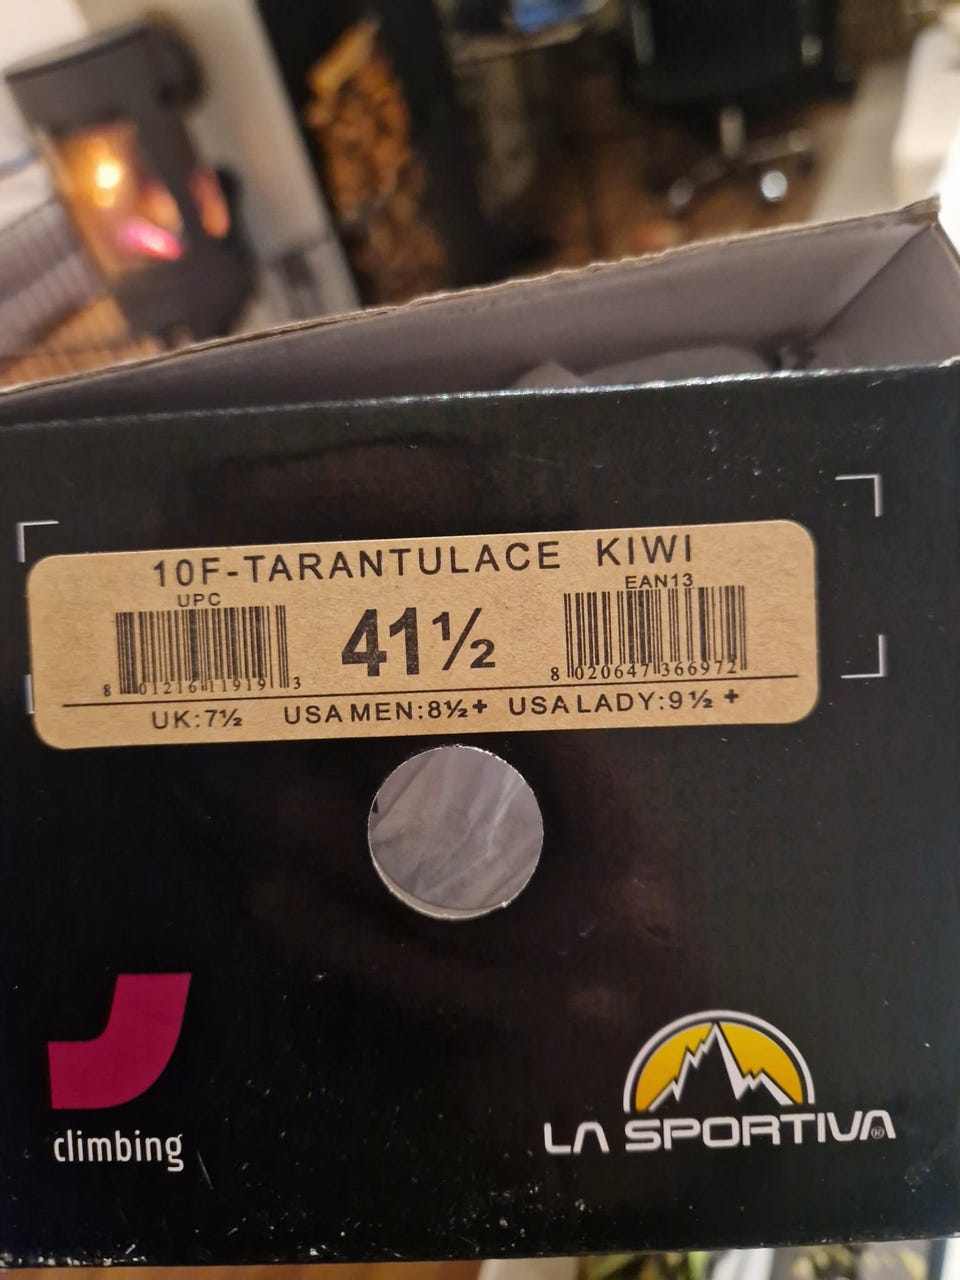 10F-TARANTULACE KIWI
UPC
EAN13
41½
8 01216 11919 3
8 020647 366972
UK:7½ USA MEN:8½+ USA LADY:9½+
climbing
LA SPORTIVA®